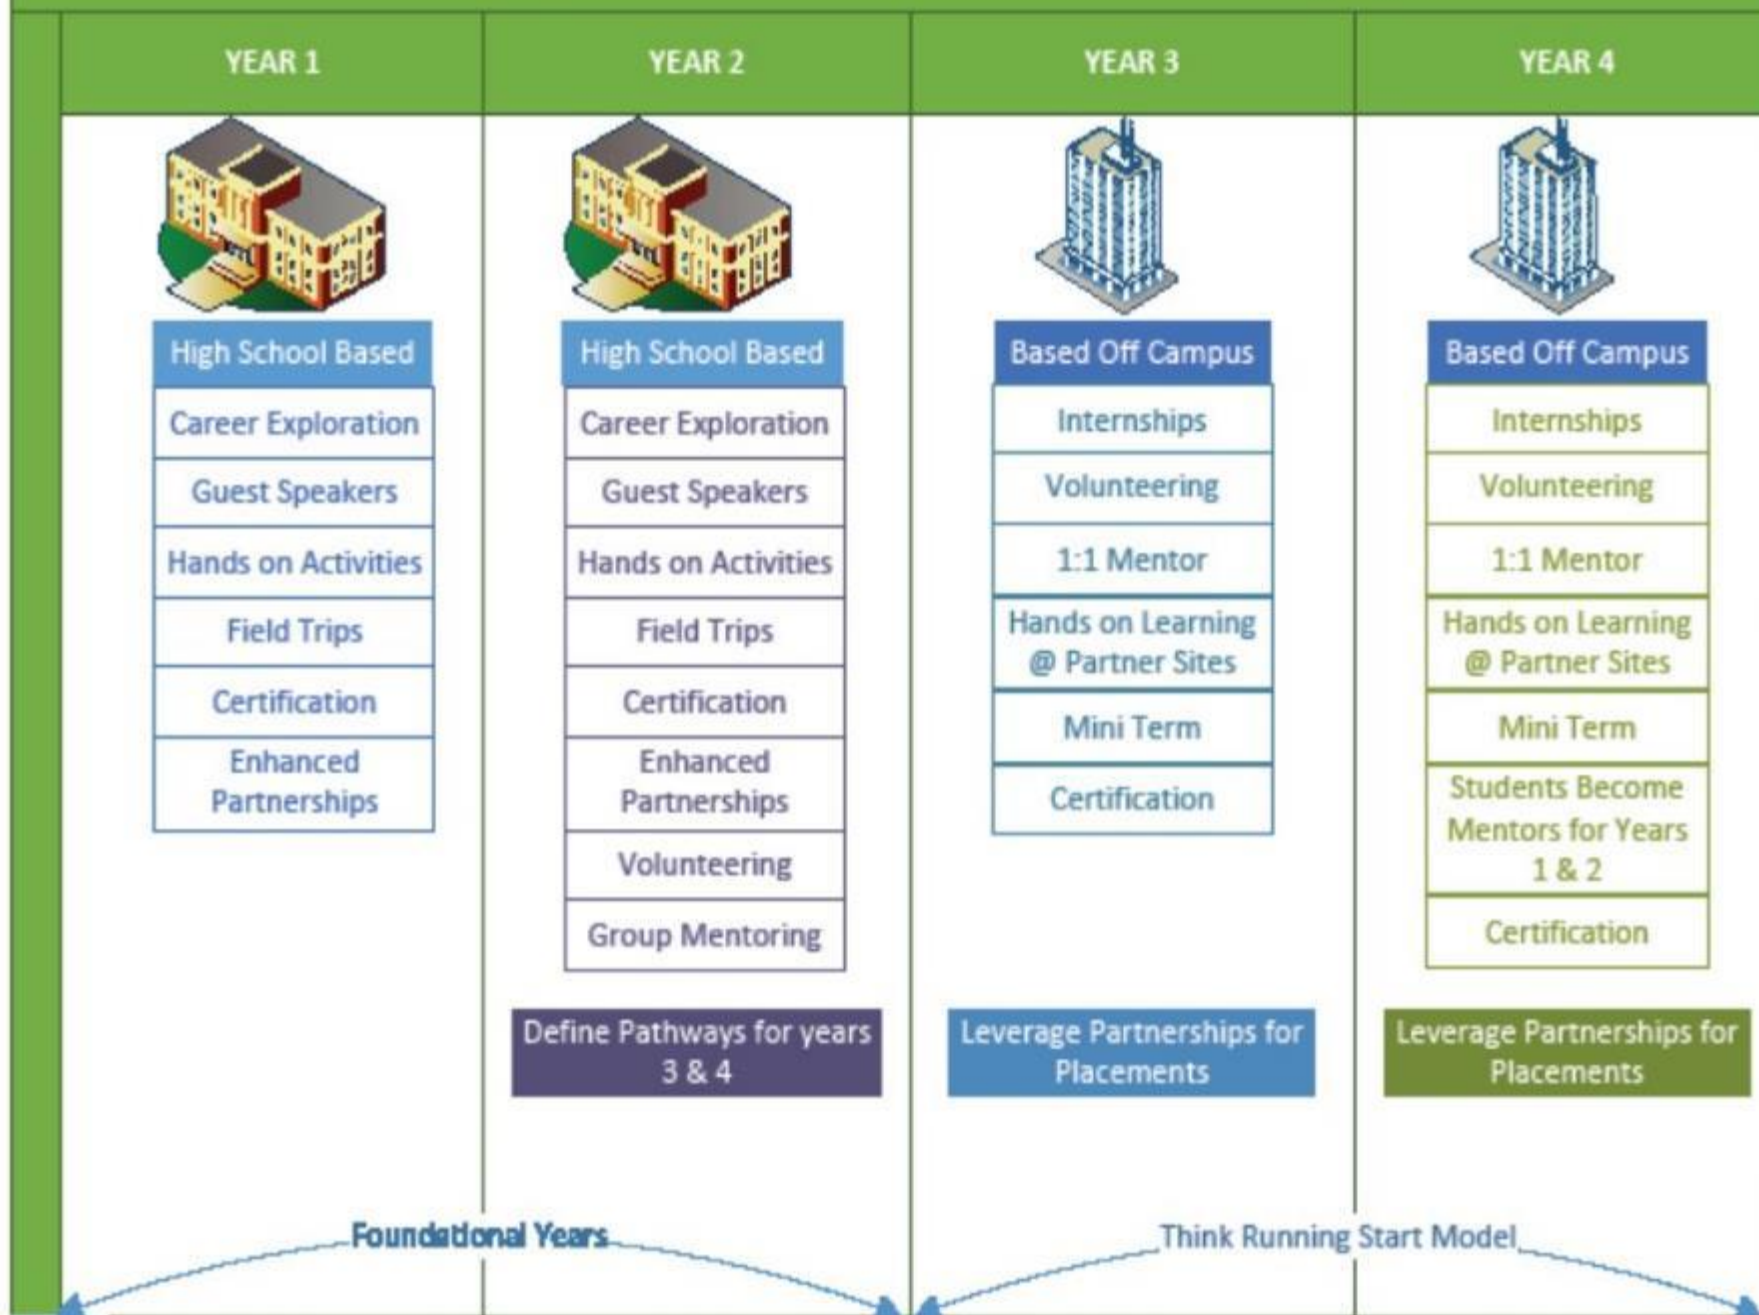 YEAR 1
YEAR 2
YEAR 3
YEAR 4
High School Based
Career Exploration
Guest Speakers
Hands on Activities
Field Trips
Certification
Enhanced
Partnerships
High School Based
Career Exploration
Guest Speakers
Hands on Activities
Field Trips
Certification
Enhanced
Partnerships
Volunteering
Group Mentoring
Define Pathways for years
3 & 4
Based Off Campus
Internships
Volunteering
1:1 Mentor
Hands on Learning
@ Partner Sites
Mini Term
Certification
Leverage Partnerships for
Placements
Based Off Campus
Internships
Volunteering
1:1 Mentor
Hands on Learning
@ Partner Sites
Mini Term
Students Become
Mentors for Years
1 & 2
Certification
Leverage Partnerships for
Placements
Foundational Years
Think Running Start Model